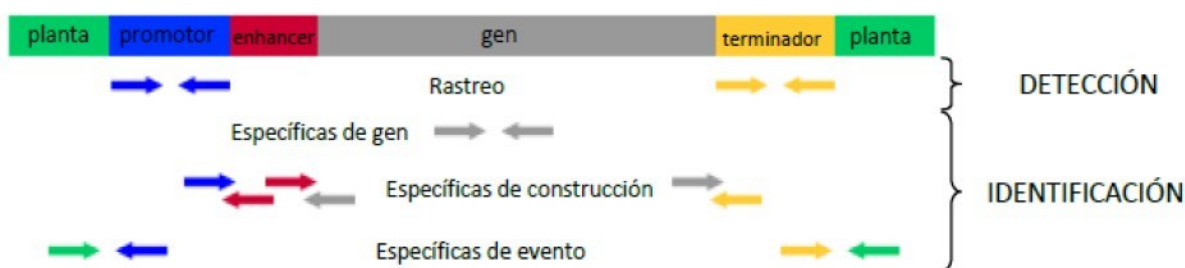 planta promotor enhancer gen terminador planta
Rastreo
DETECCIÓN
Específicas de gen
Específicas de construcción
IDENTIFICACIÓN
Específicas de evento